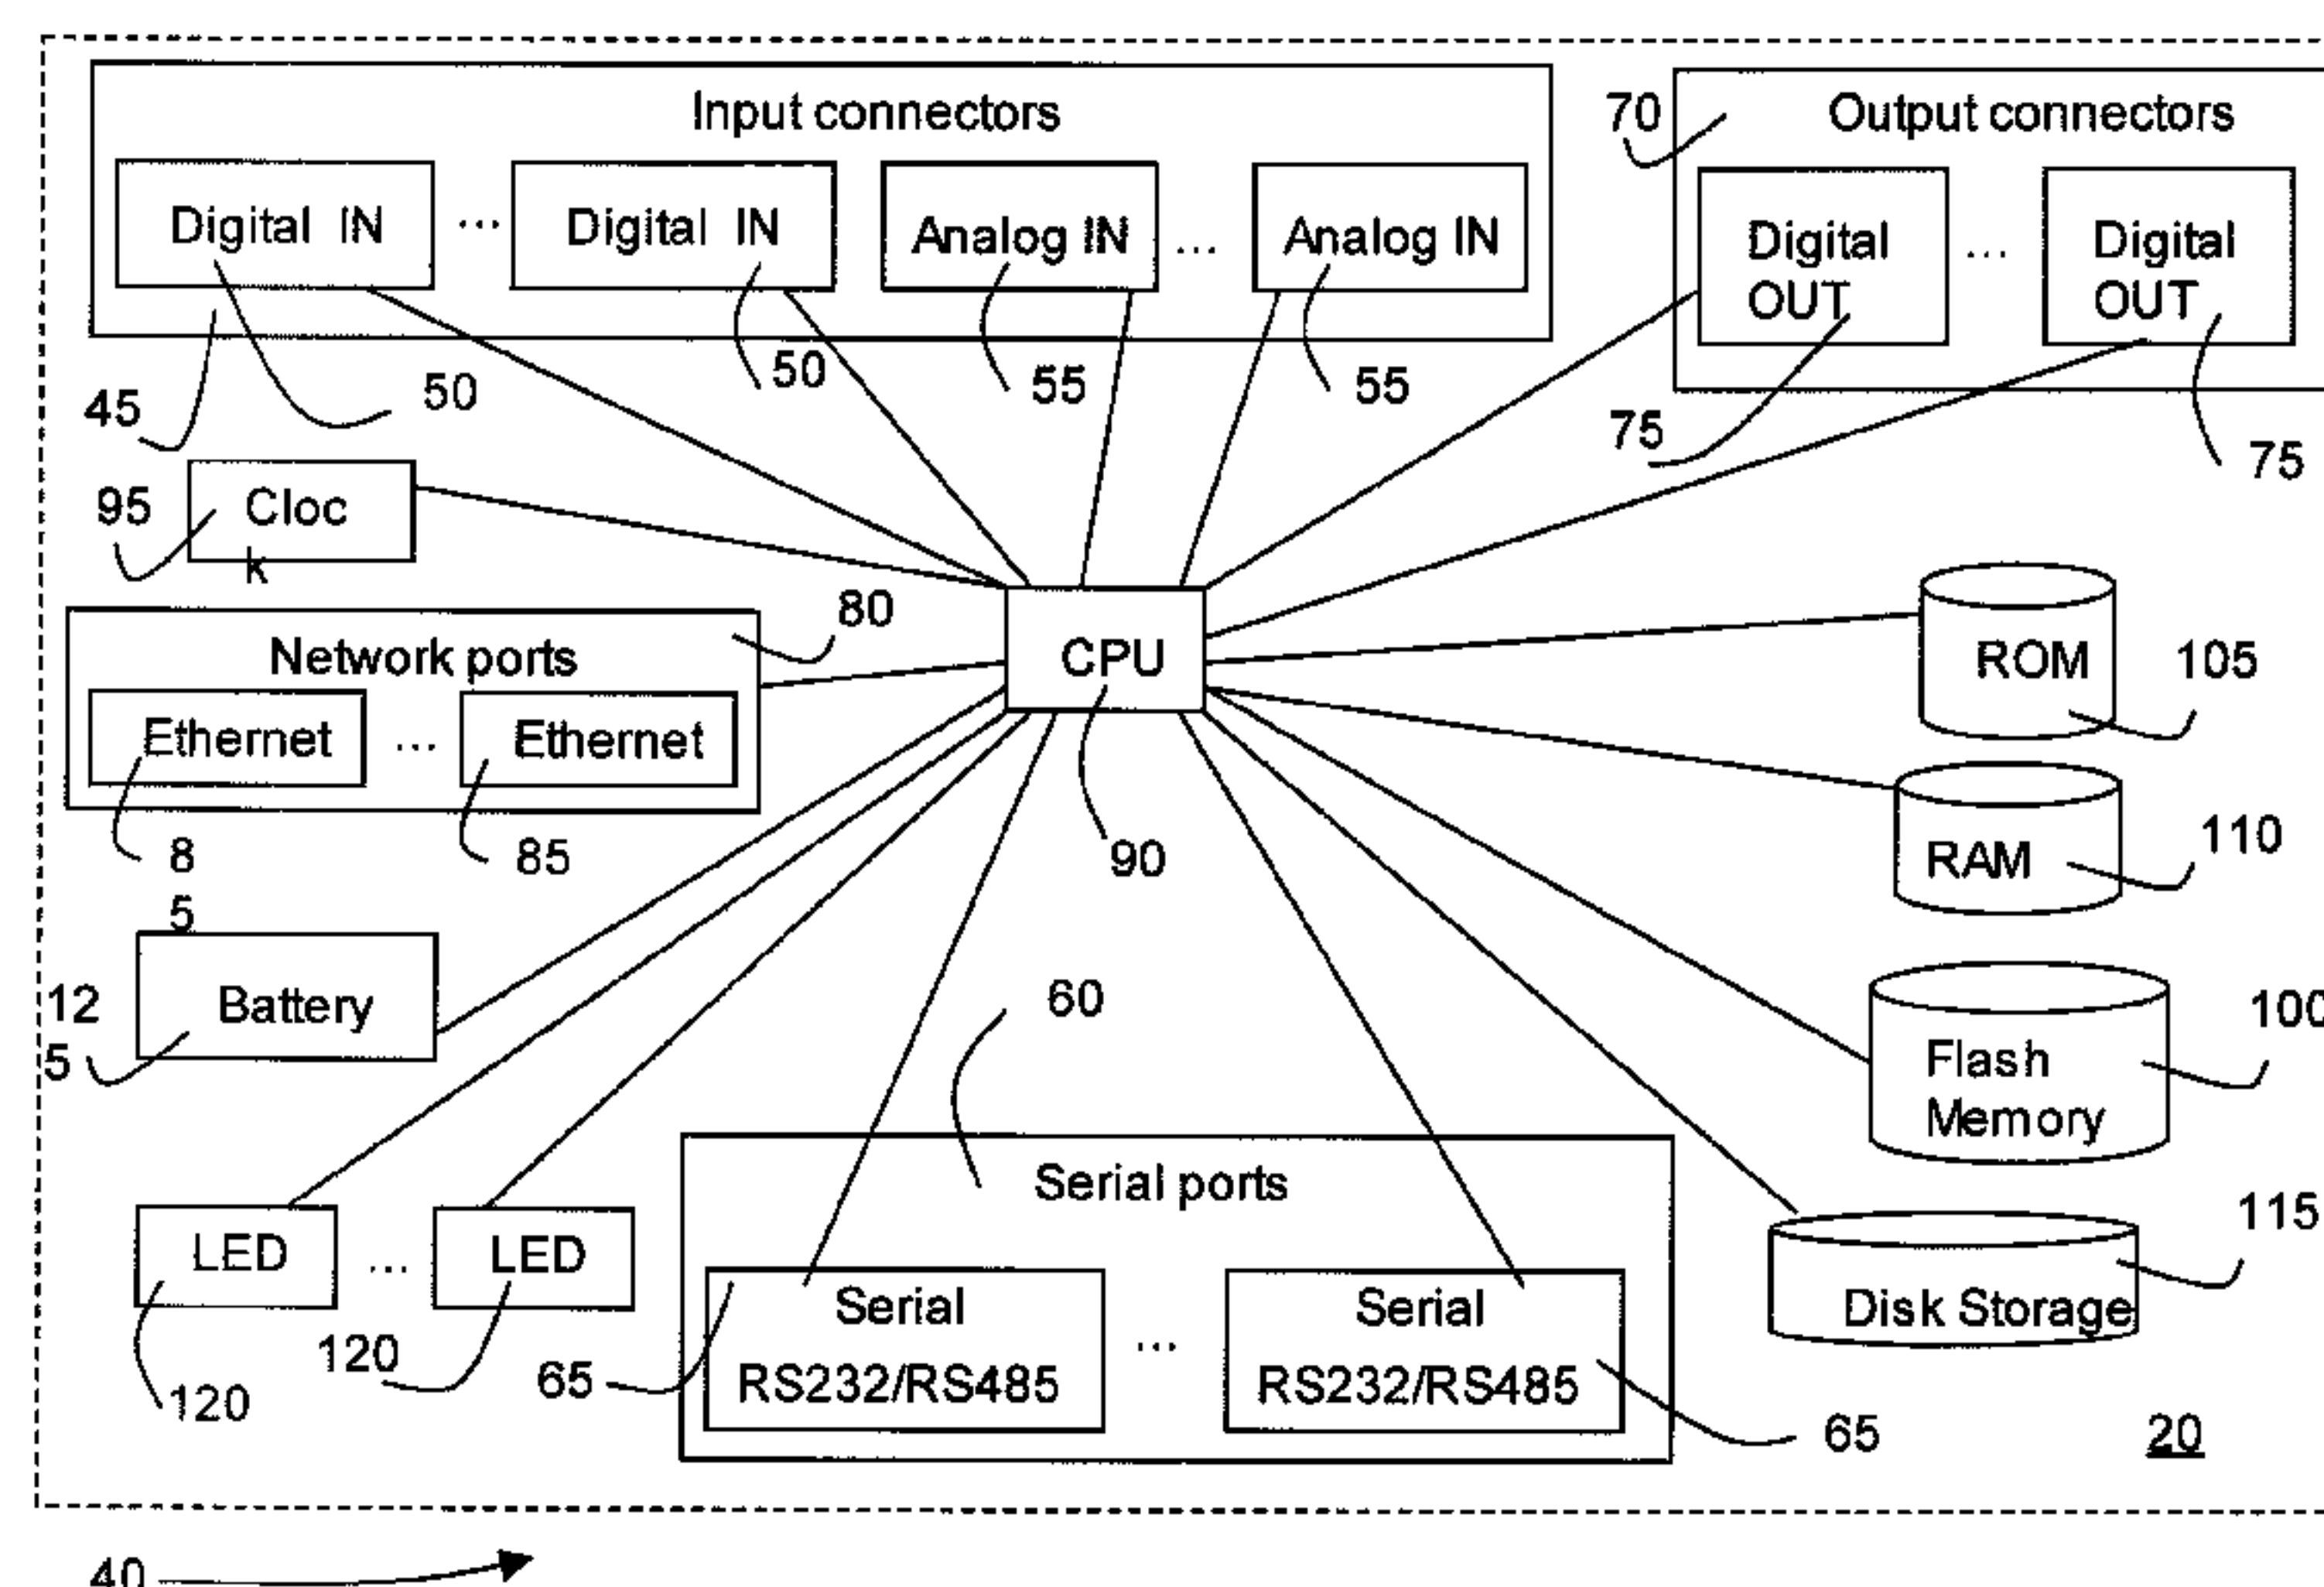 Input connectors
70
Output connectors
Digital IN
...
Digital IN
Analog IN
...
Analog IN
Digital
OUT
...
Digital
OUT
45
50
50
55
55
75
75
95
Cloc
k
80
Network ports
Ethernet
...
Ethernet
8
5
85
CPU
90
ROM
105
RAM
110
12
5
Battery
60
100
Flash
Memory
LED
...
LED
120
120
Serial ports
65
Serial
RS232/RS485
...
Serial
RS232/RS485
65
115
Disk Storage
20
40